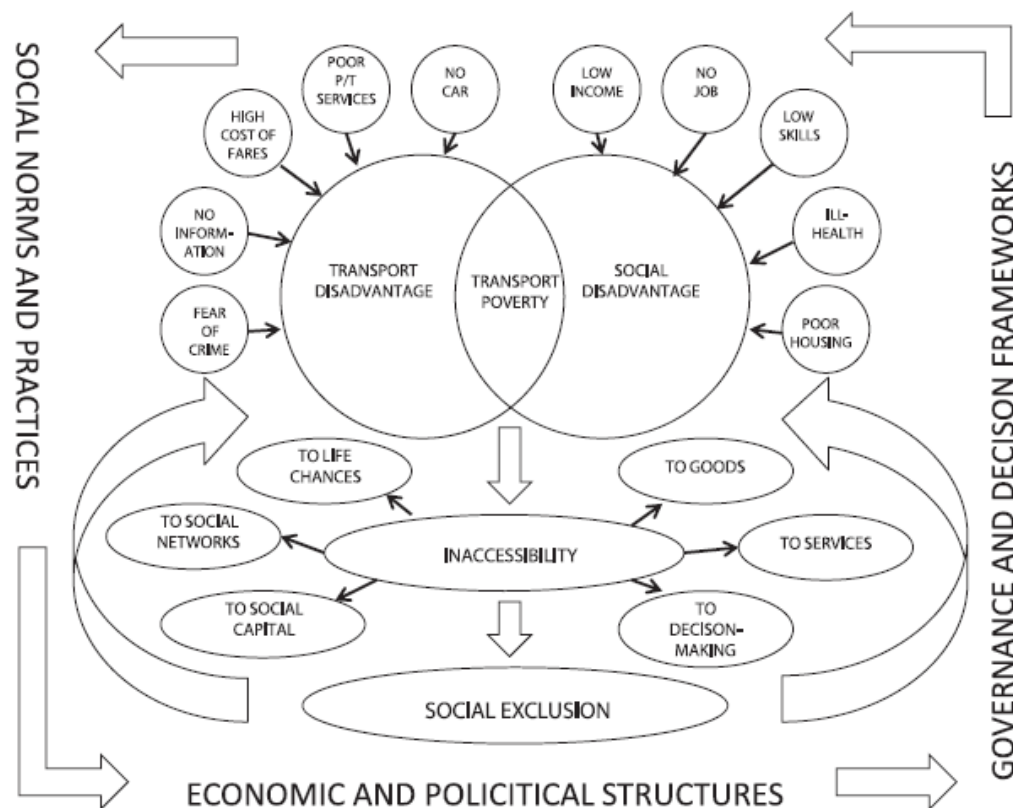 SOCIAL NORMS AND PRACTICES
POOR
P/T
SERVICES
NO
CAR
LOW
INCOME
NO
JOB
HIGH
COST OF
FARES
LOW
SKILLS
NO
INFORM-
ATION
ILL-
HEALTH
FEAR
OF
CRIME
POOR
HOUSING
TRANSPORT
DISADVANTAGE
TRANSPORT
POVERTY
SOCIAL
DISADVANTAGE
TO LIFE
CHANCES
TO GOODS
TO SOCIAL
NETWORKS
INACCESSIBILITY
TO SERVICES
TO SOCIAL
CAPITAL
TO
DECISON-
MAKING
SOCIAL EXCLUSION
ECONOMIC AND POLICITICAL STRUCTURES
GOVERNANCE AND DECISON FRAMEWORKS